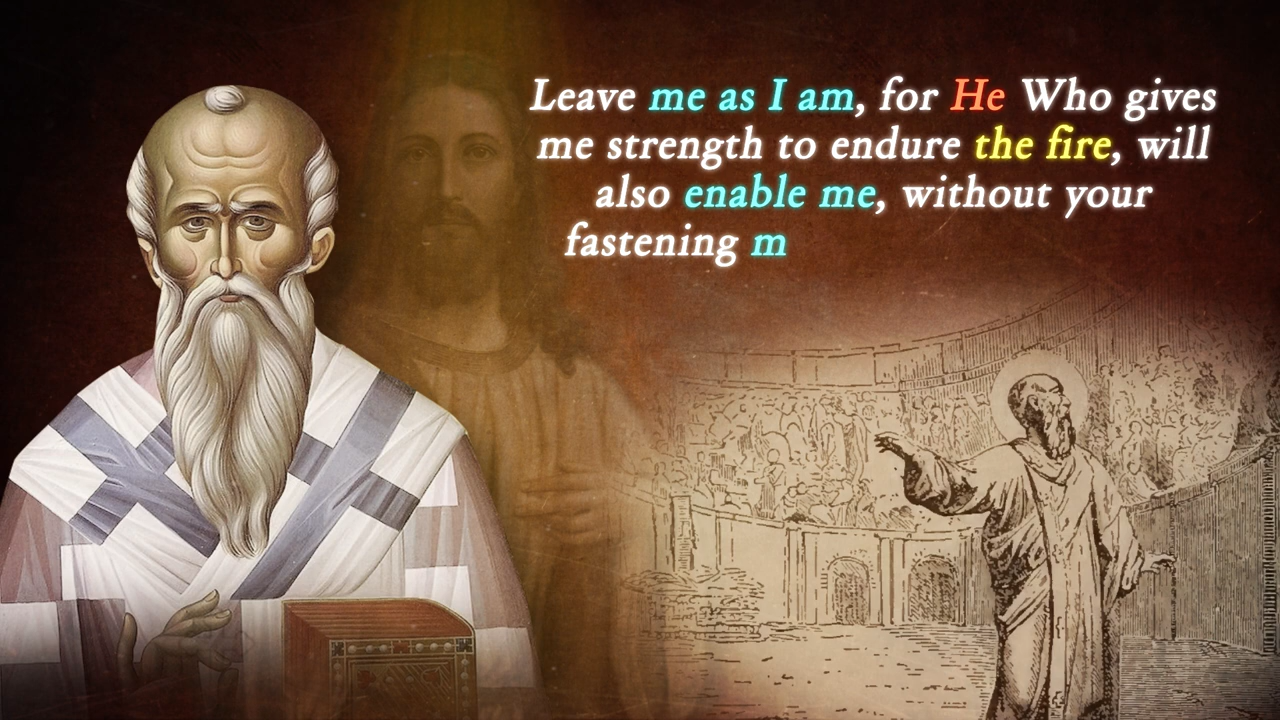 Leave me as I am, for He Who gives
me strength to endure the fire, will
also enable me, without your
fastening m